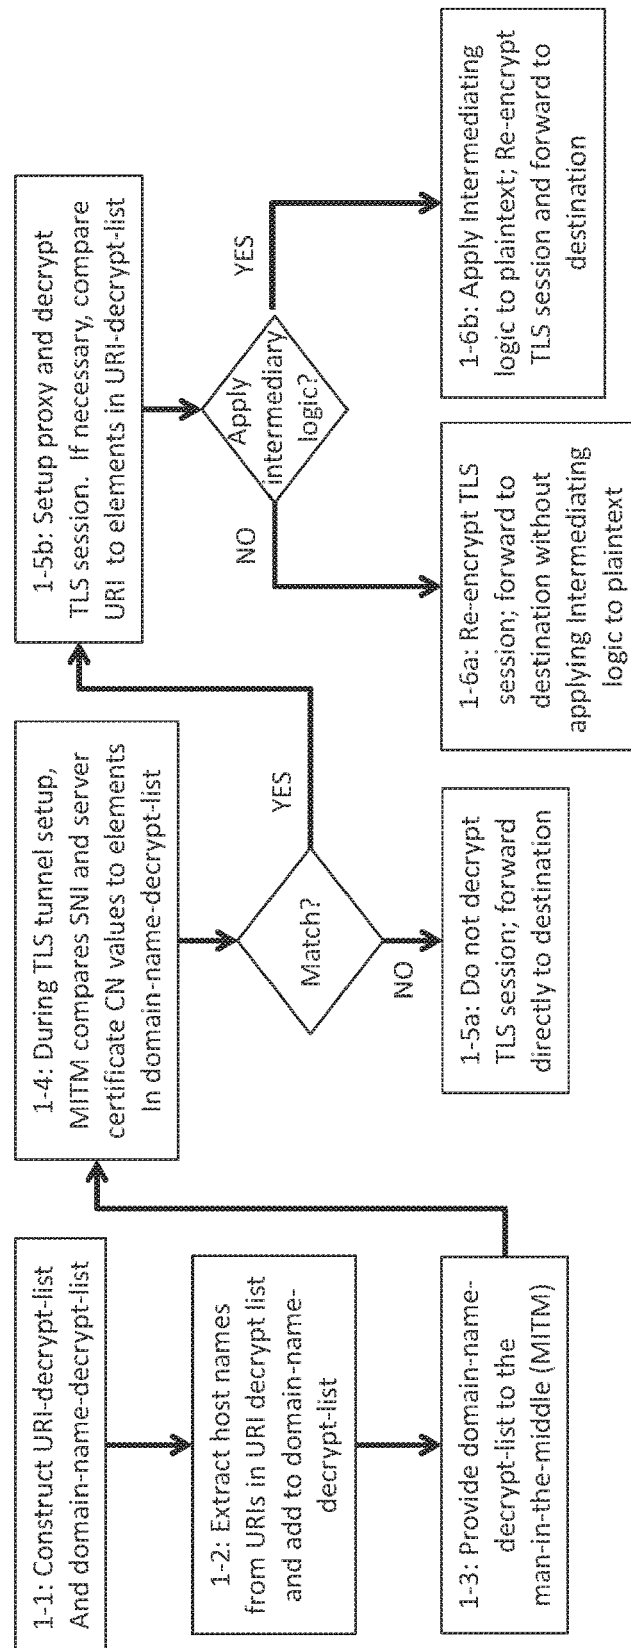 1-1: Construct URI-decrypt-list
And domain-name-decrypt-list
1-2: Extract host names
from URIs in URI decrypt list
and add to domain-name-
decrypt-list
1-3: Provide domain-name-
decrypt-list to the
man-in-the-middle (MITM)
1-4: During TLS tunnel setup,
MITM compares SNI and server
certificate CN values to elements
In domain-name-decrypt-list
Match?
NO
YES
1-5a: Do not decrypt
TLS session; forward
directly to destination
1-5b: Setup proxy and decrypt
TLS session. If necessary, compare
URI to elements in URI-decrypt-list
Apply
intermediary
logic?
NO
YES
1-6a: Re-encrypt TLS
session; forward to
destination without
applying Intermediating
logic to plaintext
1-6b: Apply Intermediating
logic to plaintext; Re-encrypt
TLS session and forward to
destination